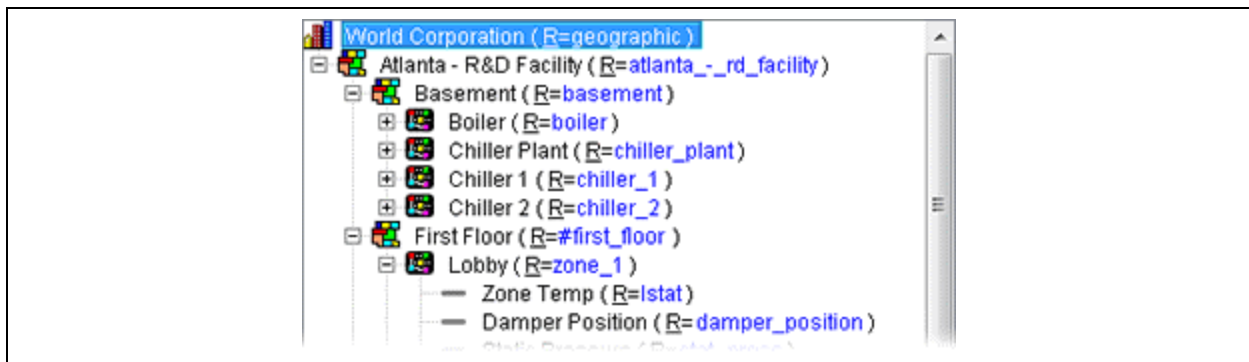 World Corporation ( R=geographic )
Atlanta - R&D Facility ( R=atlanta_-_rd_facility)
Basement ( R=basement)
Boiler ( R=boiler)
Chiller Plant ( R=chiller_plant)
Chiller 1 ( R=chiller_1)
Chiller 2 ( R=chiller_2)
First Floor ( R=#first_floor )
Lobby ( R=zone_1 )
Zone Temp ( R=lstat)
Damper Position ( R= damper_position )